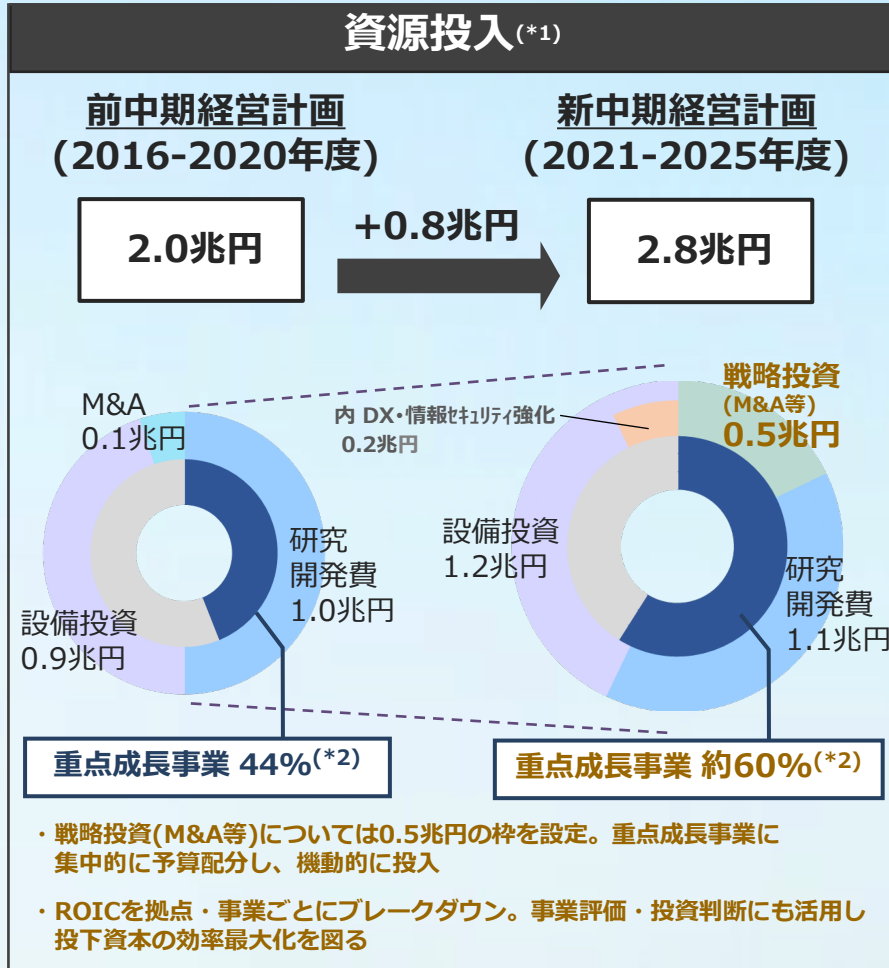 資源投入(*1)
前中期経営計画
(2016-2020年度)
新中期経営計画
(2021-2025年度)
2.0兆円
+0.8兆円
2.8兆円
M&A
0.1兆円
研究
開発費
1.0兆円
設備投資
0.9兆円
重点成長事業 44%(*2)
戦略投資
(M&A等)
0.5兆円
内 DX・情報ｾｷｭﾘﾃｨ強化
0.2兆円
設備投資
1.2兆円
研究
開発費
1.1兆円
重点成長事業 約60%(*2)
・戦略投資(M&A等)については0.5兆円の枠を設定。重点成長事業に
集中的に予算配分し、機動的に投入
・ROICを拠点・事業ごとにブレークダウン。事業評価・投資判断にも活用し
投下資本の効率最大化を図る